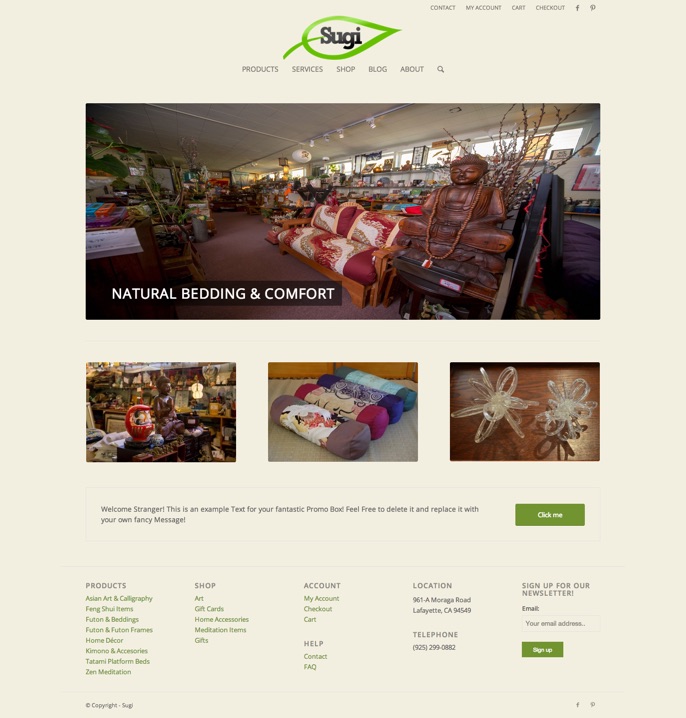 CONTACT MY ACCOUNT CART CHECKOUT
Sugi
PRODUCTS SERVICES SHOP BLOG ABOUT
NATURAL BEDDING & COMFORT
Welcome Stranger! This is an example Text for your fantastic Promo Box! Feel Free to delete it and replace it with
your own fancy Message!
Click me
PRODUCTS
Asian Art & Calligraphy
Feng Shui Items
Futon & Beddings
Futon & Futon Frames
Home Décor
Kimono & Accesories
Tatami Platform Beds
Zen Meditation
SHOP
Art
Gift Cards
Home Accessories
Meditation Items
Gifts
ACCOUNT
My Account
Checkout
Cart
HELP
Contact
FAQ
LOCATION
961-A Moraga Road
Lafayette, CA 94549
TELEPHONE
(925) 299-0882
SIGN UP FOR OUR
NEWSLETTER!
Email:
Your email address..
Sign up
© Copyright - Sugi